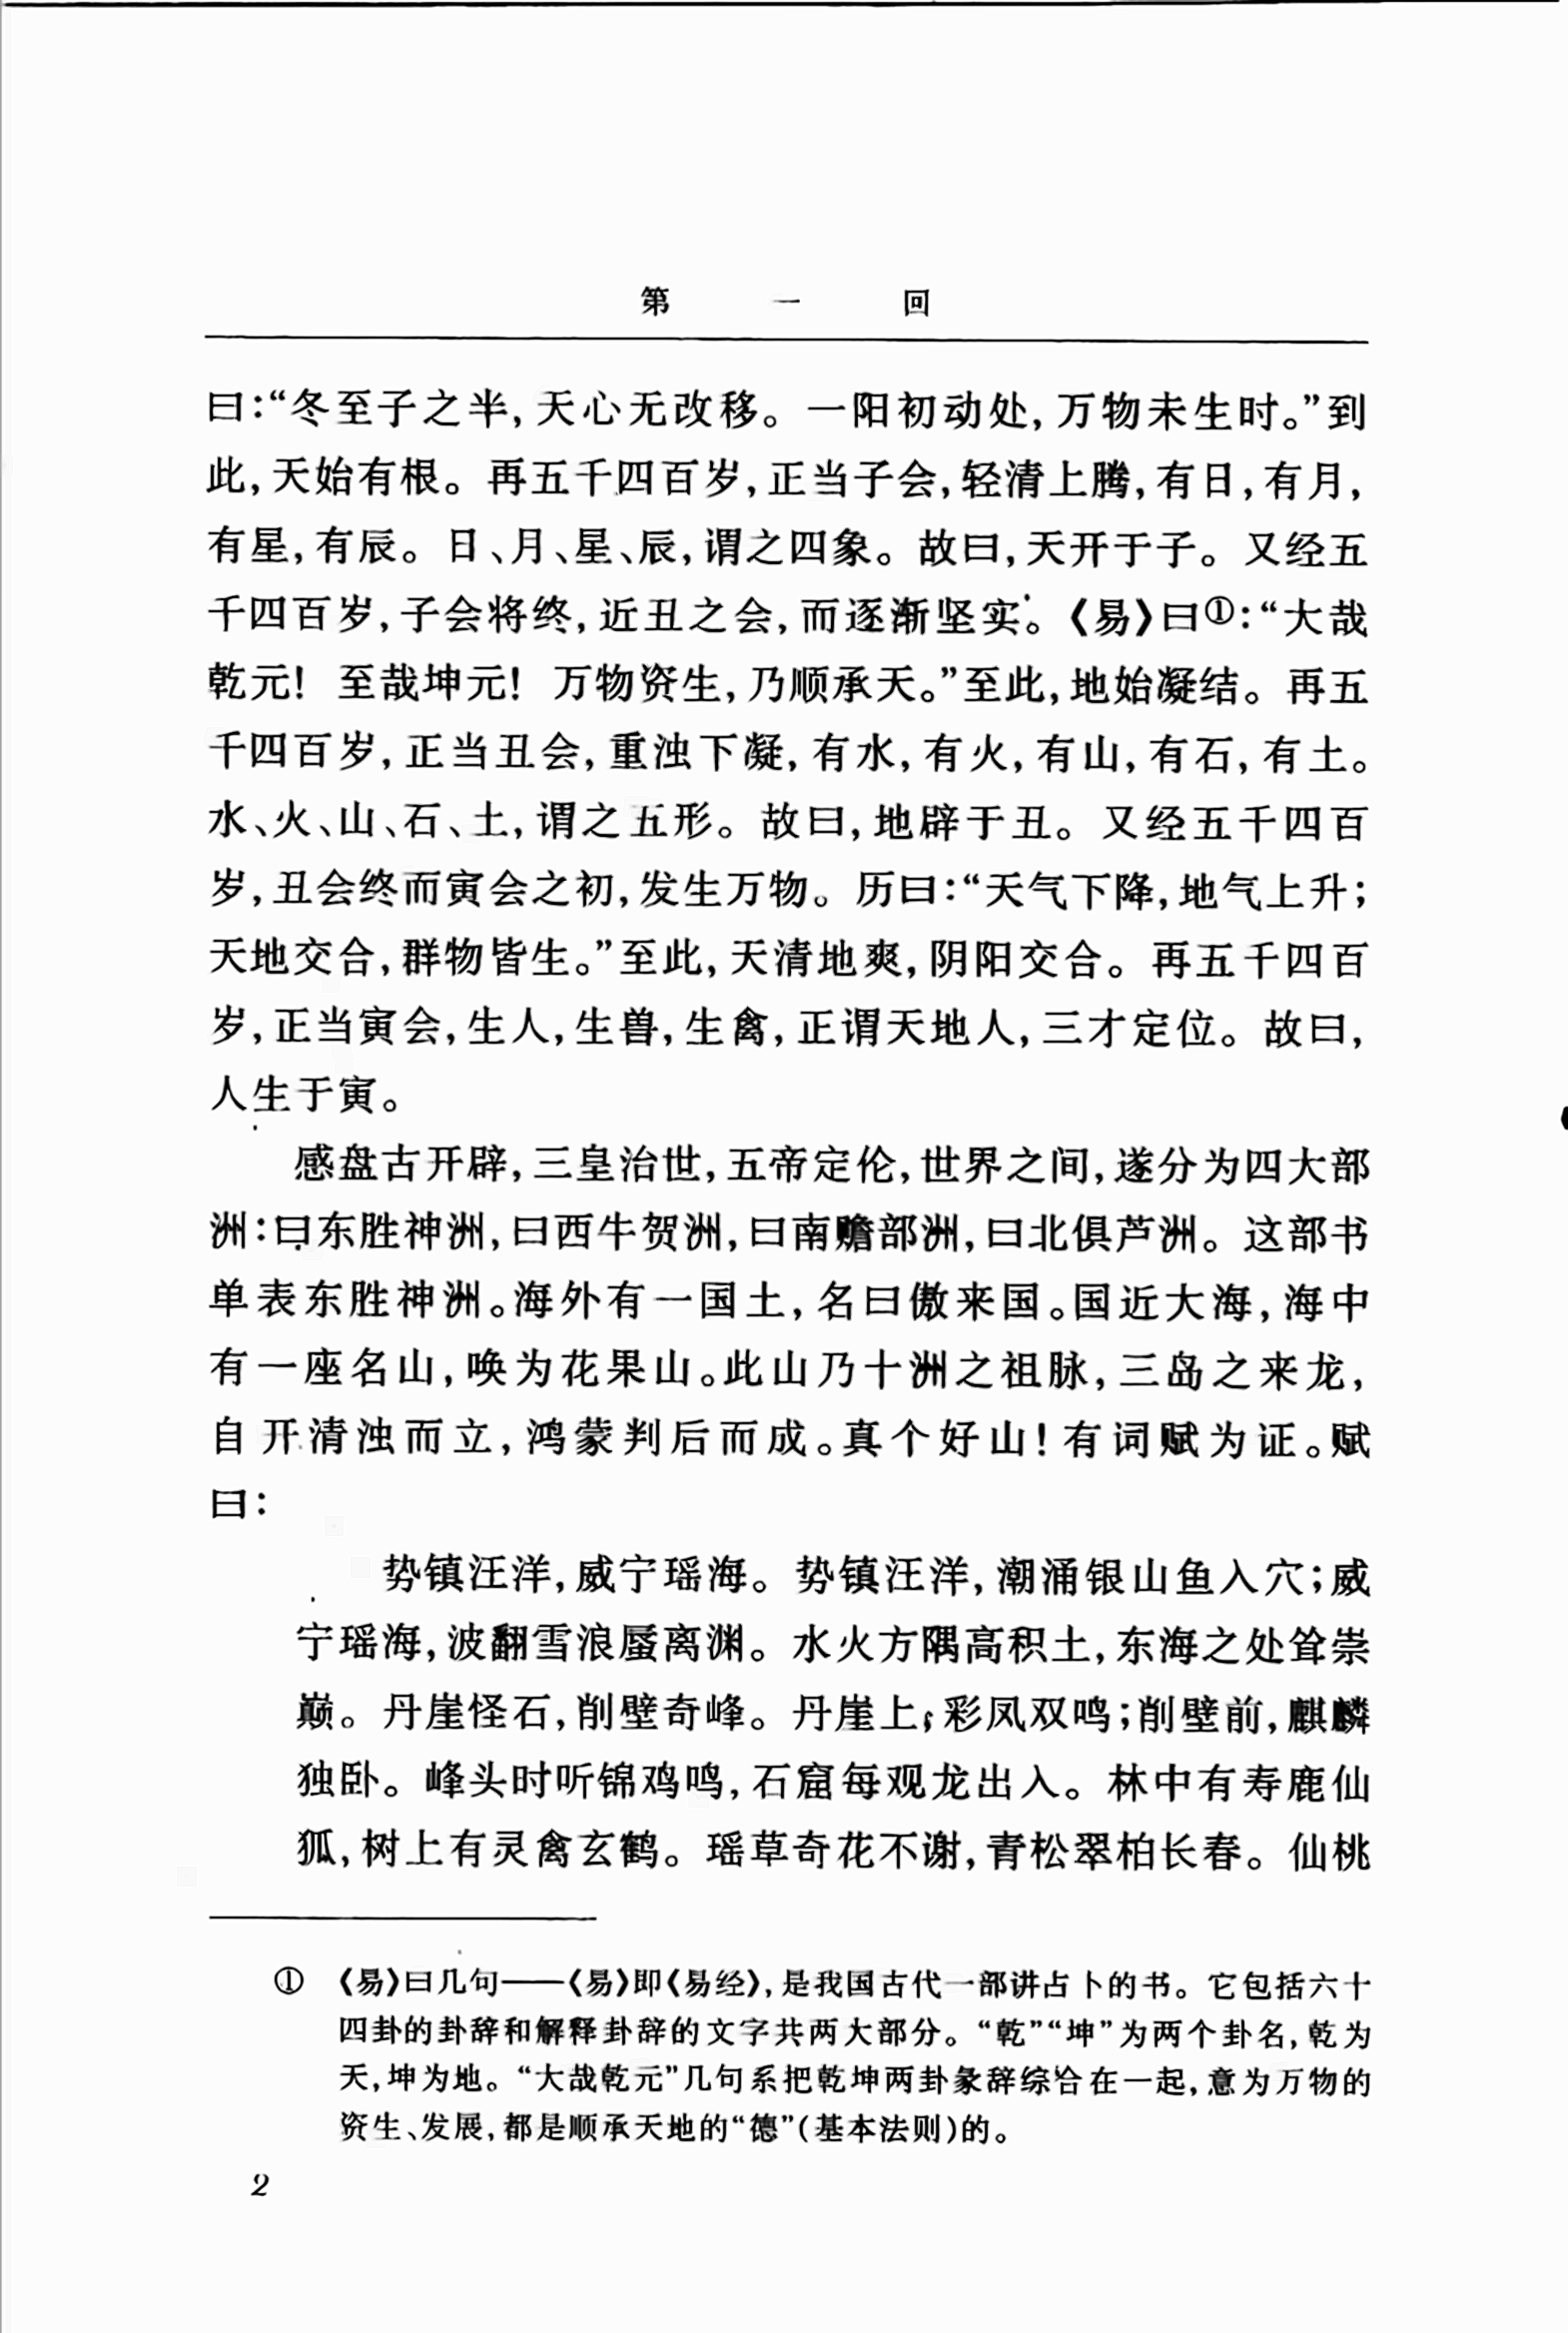 第一回
曰：“冬至子之半，天心无改移。一阳初动处，万物未生时。”到
此，天始有根。再五千四百岁，正当子会，轻清上腾，有日，有月，
有星，有辰。日、月、星、辰，谓之四象。故曰，天开于子。又经五
千四百岁，子会将终，近丑之会，而逐渐坚实。《易》曰①：“大哉
乾元！至哉坤元！万物资生，乃顺承天。”至此，地始凝结。再五
千四百岁，正当丑会，重浊下凝，有水，有火，有山，有石，有土。
水、火、山、石、土，谓之五形。故曰，地辟于丑。又经五千四百
岁，丑会终而寅会之初，发生万物。历曰：“天气下降，地气上升；
天地交合，群物皆生。”至此，天清地爽，阴阳交合。再五千四百
岁，正当寅会，生人，生兽，生禽，正谓天地人，三才定位。故曰，
人生于寅。
感盘古开辟，三皇治世，五帝定伦，世界之间，遂分为四大部
洲：曰东胜神洲，曰西牛贺洲，曰南赡部洲，曰北俱芦洲。这部书
单表东胜神洲。海外有一国土，名曰傲来国。国近大海，海中
有一座名山，唤为花果山。此山乃十洲之祖脉，三岛之来龙，
自开清浊而立，鸿蒙判后而成。真个好山！有词赋为证。赋
曰：
势镇汪洋，威宁瑶海。势镇汪洋，潮涌银山鱼入穴；威
宁瑶海，波翻雪浪蜃离渊。水火方隅高积土，东海之处耸崇
巅。丹崖怪石，削壁奇峰。丹崖上，彩凤双鸣；削壁前，麒麟
独卧。峰头时听锦鸡鸣，石窟每观龙出入。林中有寿鹿仙
狐，树上有灵禽玄鹤。瑶草奇花不谢，青松翠柏长春。仙桃
① 《易》曰几句——《易》即《易经》，是我国古代一部讲占卜的书。它包括六十
四卦的卦辞和解释卦辞的文字共两大部分。“乾”“坤”为两个卦名，乾为
天，坤为地。“大哉乾元”几句系把乾坤两卦彖辞综合在一起，意为万物的
资生、发展，都是顺承天地的“德”（基本法则）的。
2